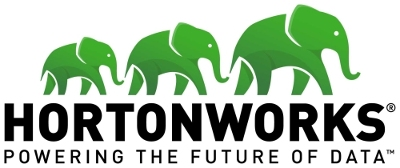 HORTONWORKS®
POWERING THE FUTURE OF DATA™